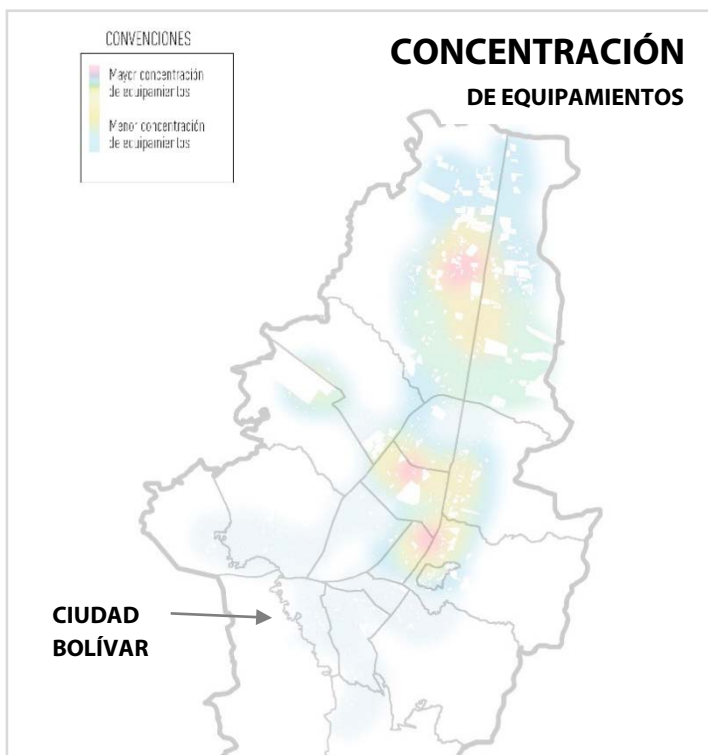 CONVENCIONES
Mayor concentración
de equipamientos
Menor concentración
de equipamientos
CONCENTRACIÓN
DE EQUIPAMIENTOS
CIUDAD
BOLÍVAR